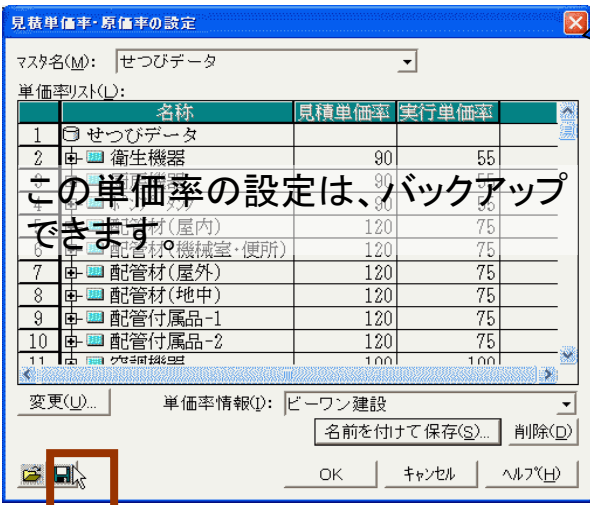 見積単価率・原価率の設定
マスタ名(M): せつびデータ
単価率リスト(L):
名称 見積単価率 実行単価率
1 せつびデータ
2 衛生機器 90 55
この単価率の設定は、バックアップ
できます。
3 90
4 90 55
5 配管材(屋内) 120 75
6 配管材(機械室・便所) 120 75
7 配管材(屋外) 120 75
8 配管材(地中) 120 75
9 配管付属品-1 120 75
10 配管付属品-2 120 75
11 空調機器 100 100
変更(U)... 単価率情報(I): ビーワン建設
名前を付けて保存(S)... 削除(D)
OK キャンセル ヘルプ(H)